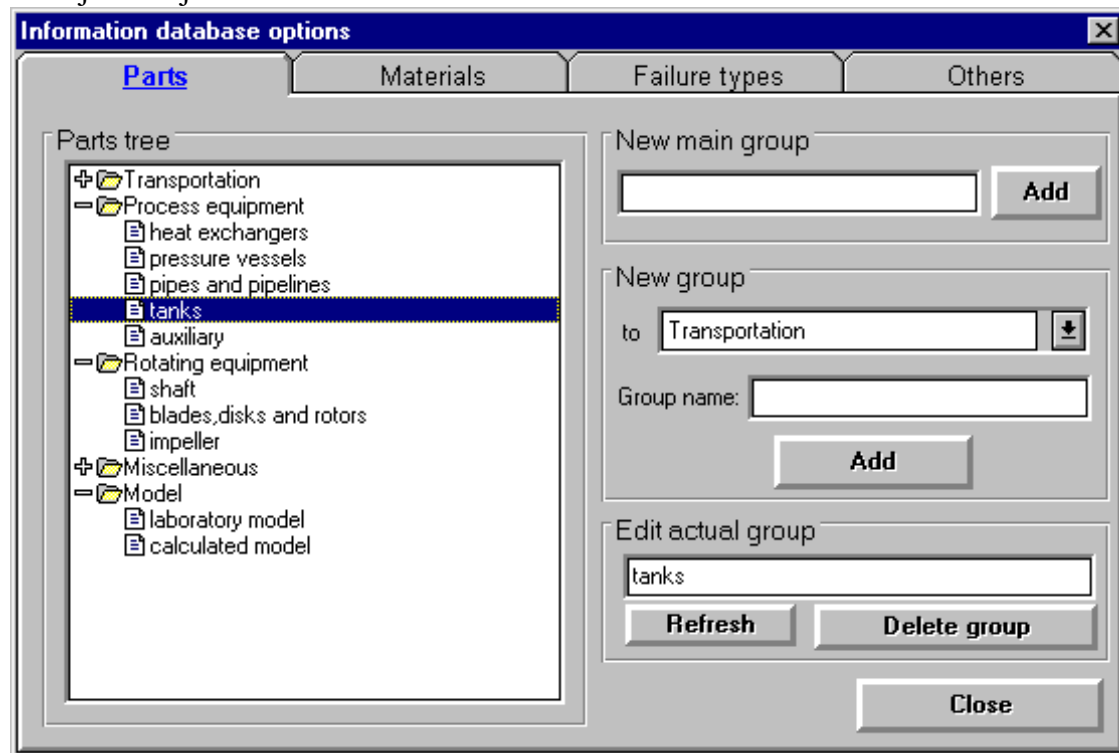 Information database options
Parts
Materials
Failure types
Others
Parts tree
Transportation
Process equipment
heat exchangers
pressure vessels
pipes and pipelines
tanks
auxiliary
Rotating equipment
shaft
blades,disks and rotors
impeller
Miscellaneous
Model
laboratory model
calculated model
New main group
Add
New group
to Transportation
Group name:
Add
Edit actual group
tanks
Refresh
Delete group
Close